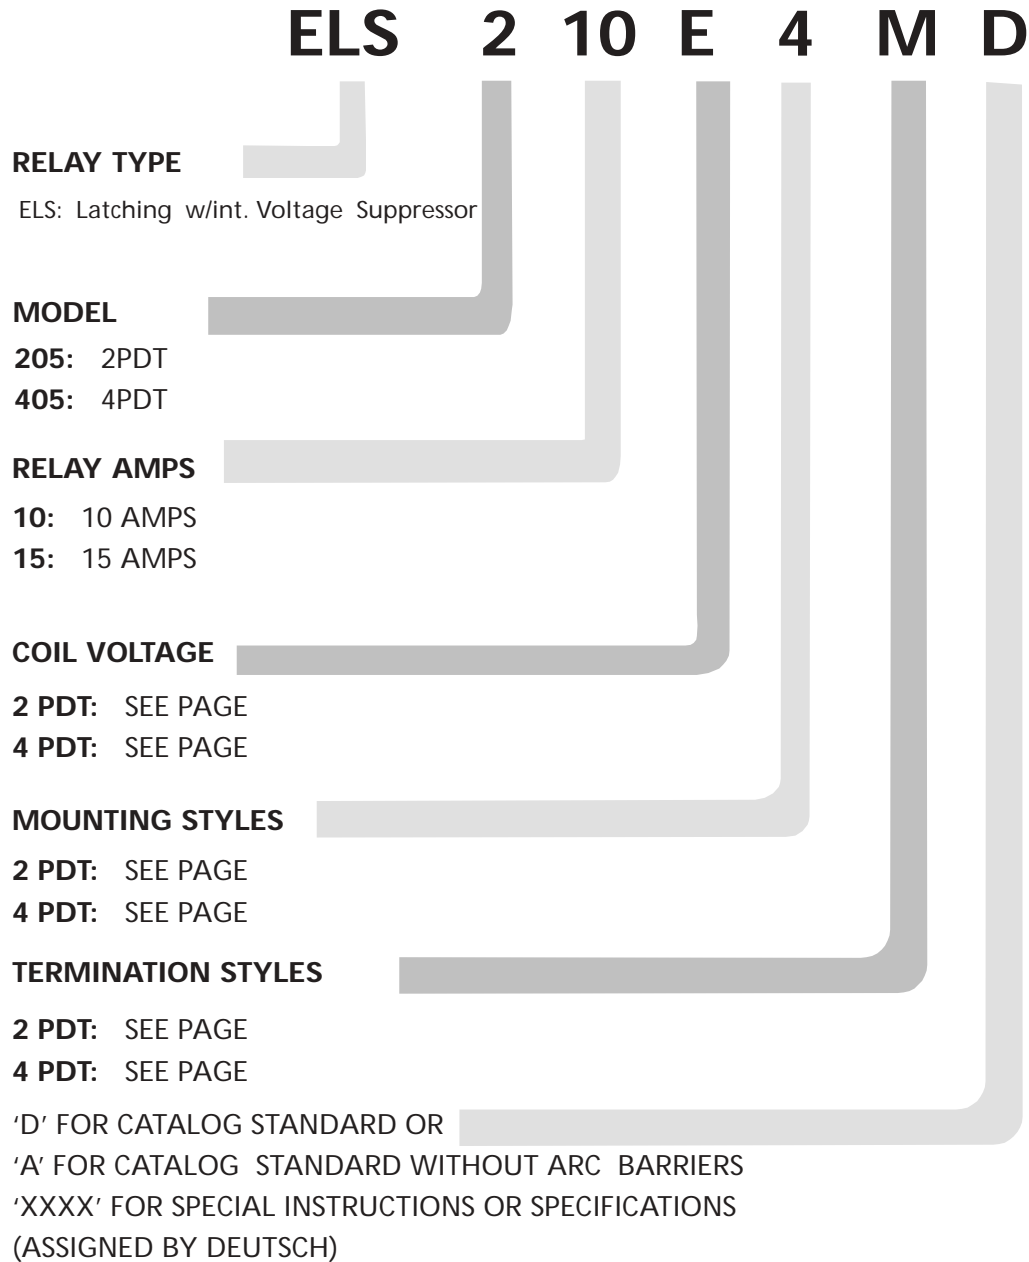 ELS 2 10 E 4 M D
RELAY TYPE
ELS: Latching w/int. Voltage Suppressor
MODEL
205: 2PDT
405: 4PDT
RELAY AMPS
10: 10 AMPS
15: 15 AMPS
COIL VOLTAGE
2 PDT: SEE PAGE
4 PDT: SEE PAGE
MOUNTING STYLES
2 PDT: SEE PAGE
4 PDT: SEE PAGE
TERMINATION STYLES
2 PDT: SEE PAGE
4 PDT: SEE PAGE
‘D’ FOR CATALOG STANDARD OR
‘A’ FOR CATALOG STANDARD WITHOUT ARC BARRIERS
‘XXXX’ FOR SPECIAL INSTRUCTIONS OR SPECIFICATIONS
(ASSIGNED BY DEUTSCH)